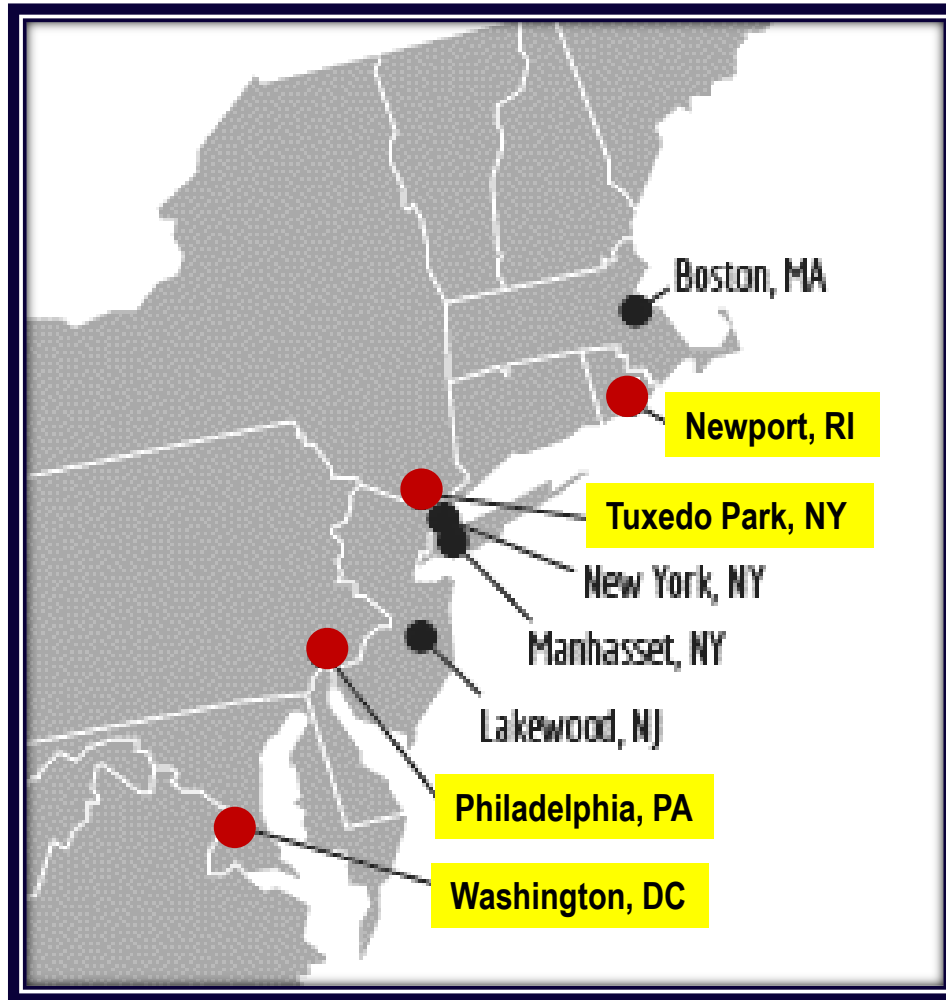 Boston, MA
Newport, RI
Tuxedo Park, NY
New York, NY
Manhasset, NY
Lakewood, NJ
Philadelphia, PA
Washington, DC